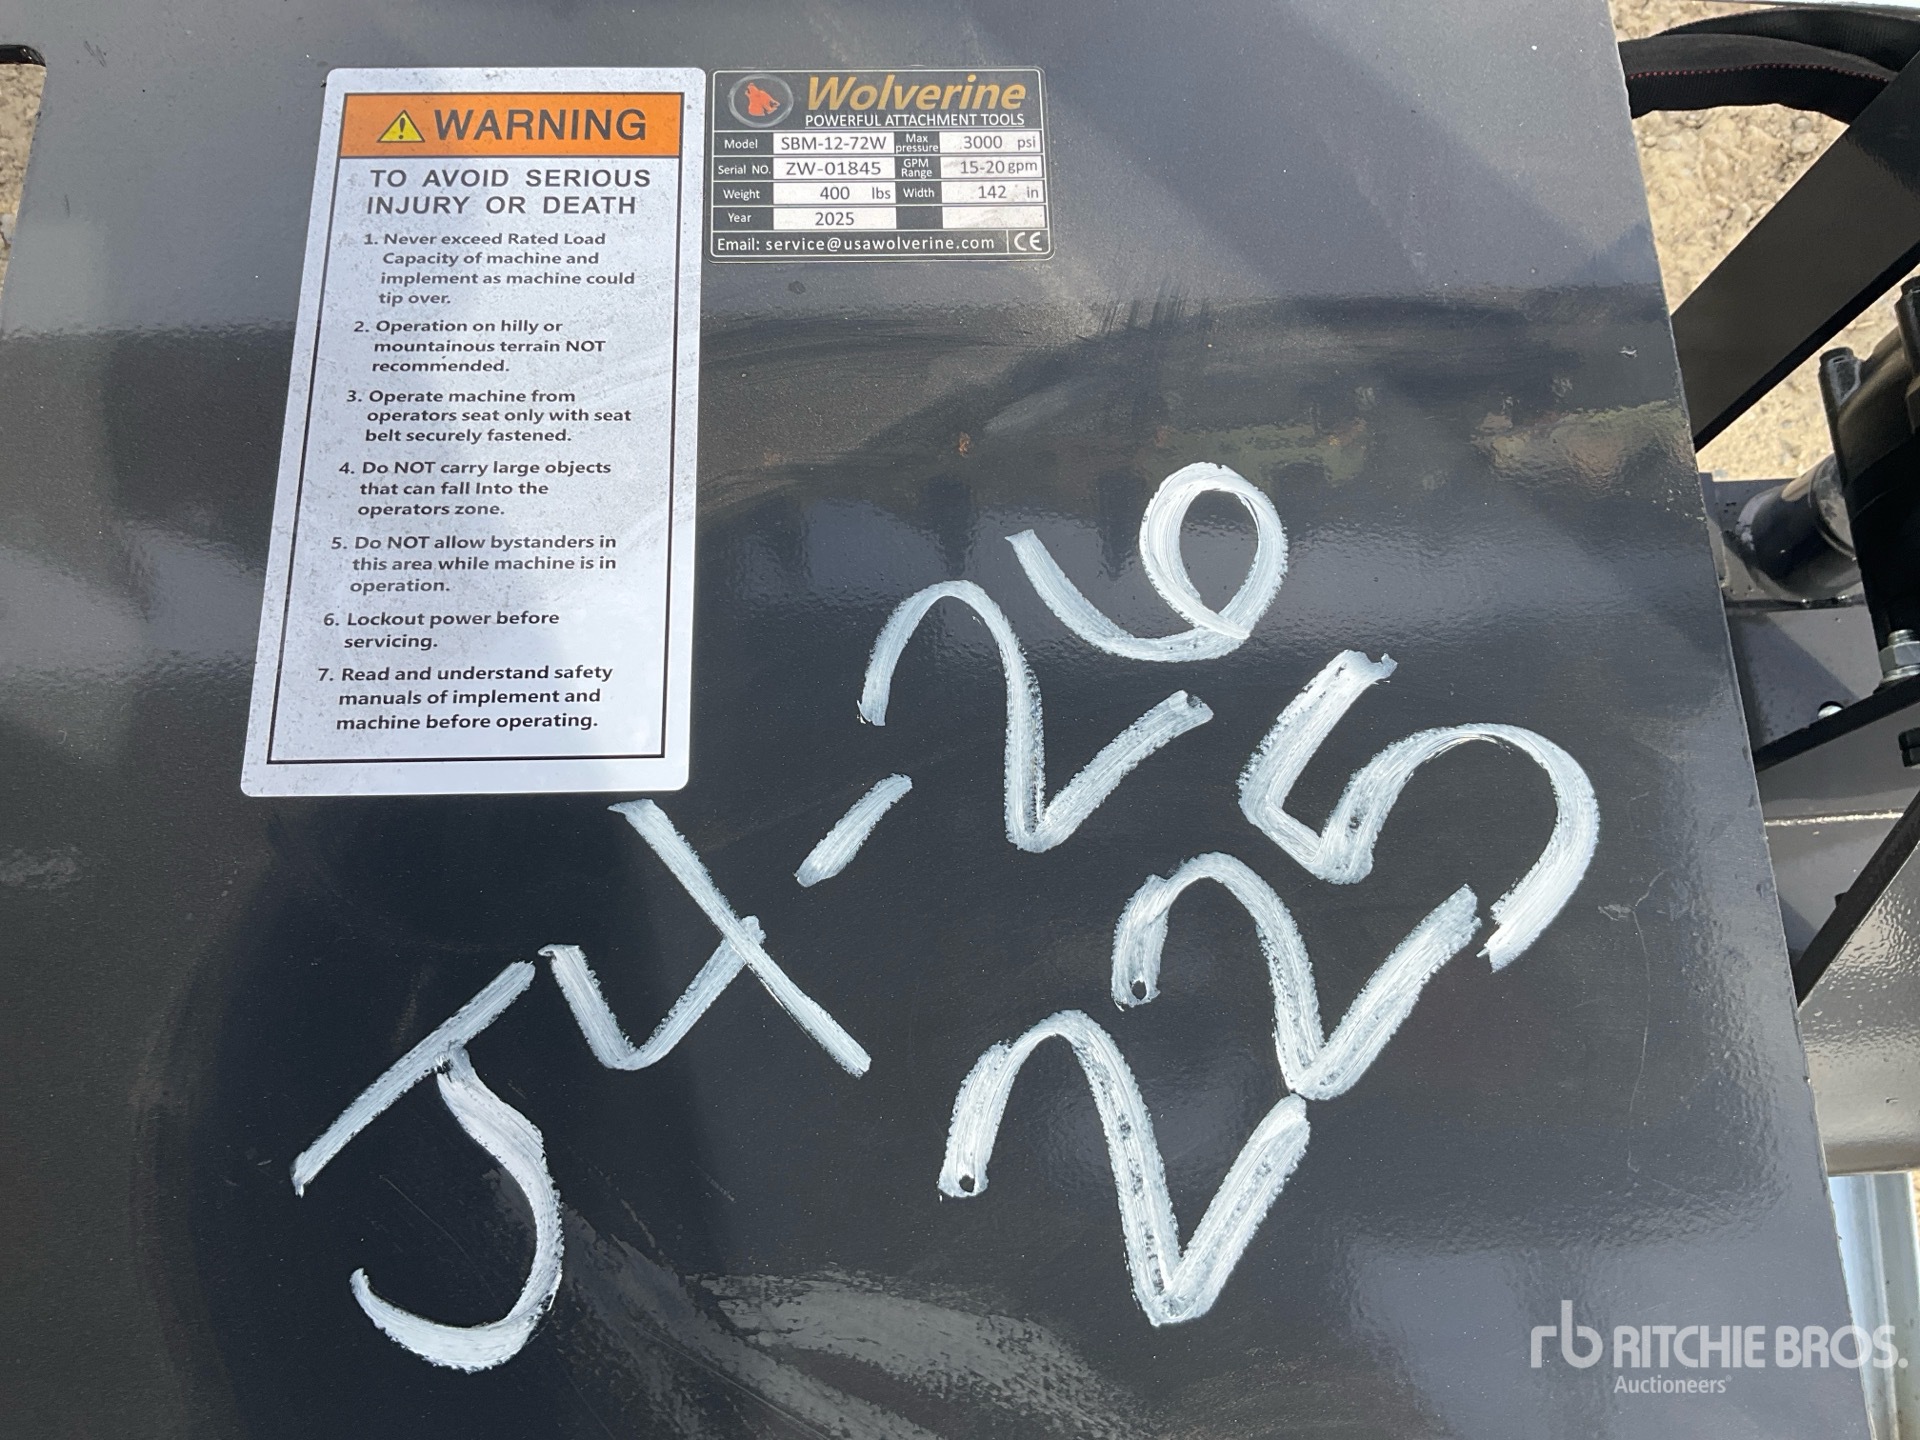 WARNING
TO AVOID SERIOUS
INJURY OR DEATH
1. Never exceed Rated Load
Capacity of machine and
implement as machine could
tip over.
2. Operation on hilly or
mountainous terrain NOT
recommended.
3. Operate machine from
operators seat only with seat
belt securely fastened.
4. Do NOT carry large objects
that can fall Into the
operators zone.
5. Do NOT allow bystanders in
this area while machine is in
operation.
6. Lockout power before
servicing.
7. Read and understand safety
manuals of implement and
machine before operating.
Wolverine
POWERFUL ATTACHMENT TOOLS
Model SBM-12-72W Max pressure 3000 psi
Serial NO. ZW-01845 GPM Range 15-20 gpm
Weight 400 lbs Width 142 in
Year 2025
Email: service@usawolverine.com CE
J4-26
225
rb RITCHIE BROS.
Auctioneers